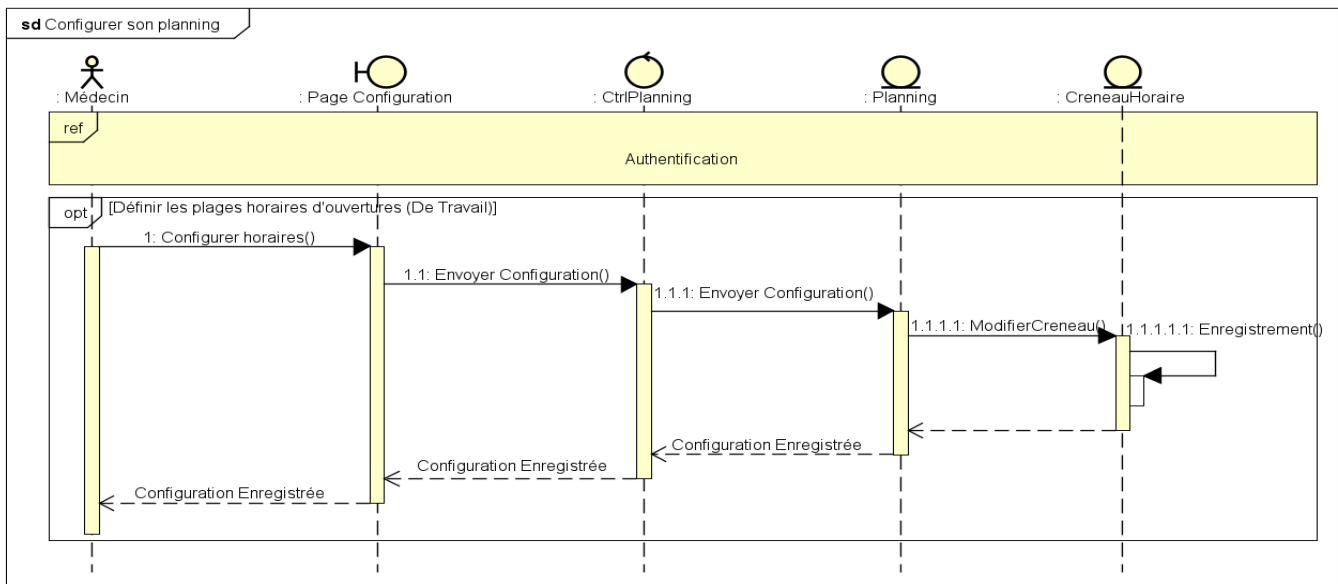 sd Configurer son planning
: Médecin
: Page Configuration
: CtrlPlanning
: Planning
: CreneauHoraire
ref
Authentification
opt
[Définir les plages horaires d'ouvertures (De Travail)]
1: Configurer horaires()
1.1: Envoyer Configuration()
1.1.1: Envoyer Configuration()
1.1.1.1: ModifierCreneau()
1.1.1.1.1: Enregistrement()
Configuration Enregistrée
Configuration Enregistrée
Configuration Enregistrée